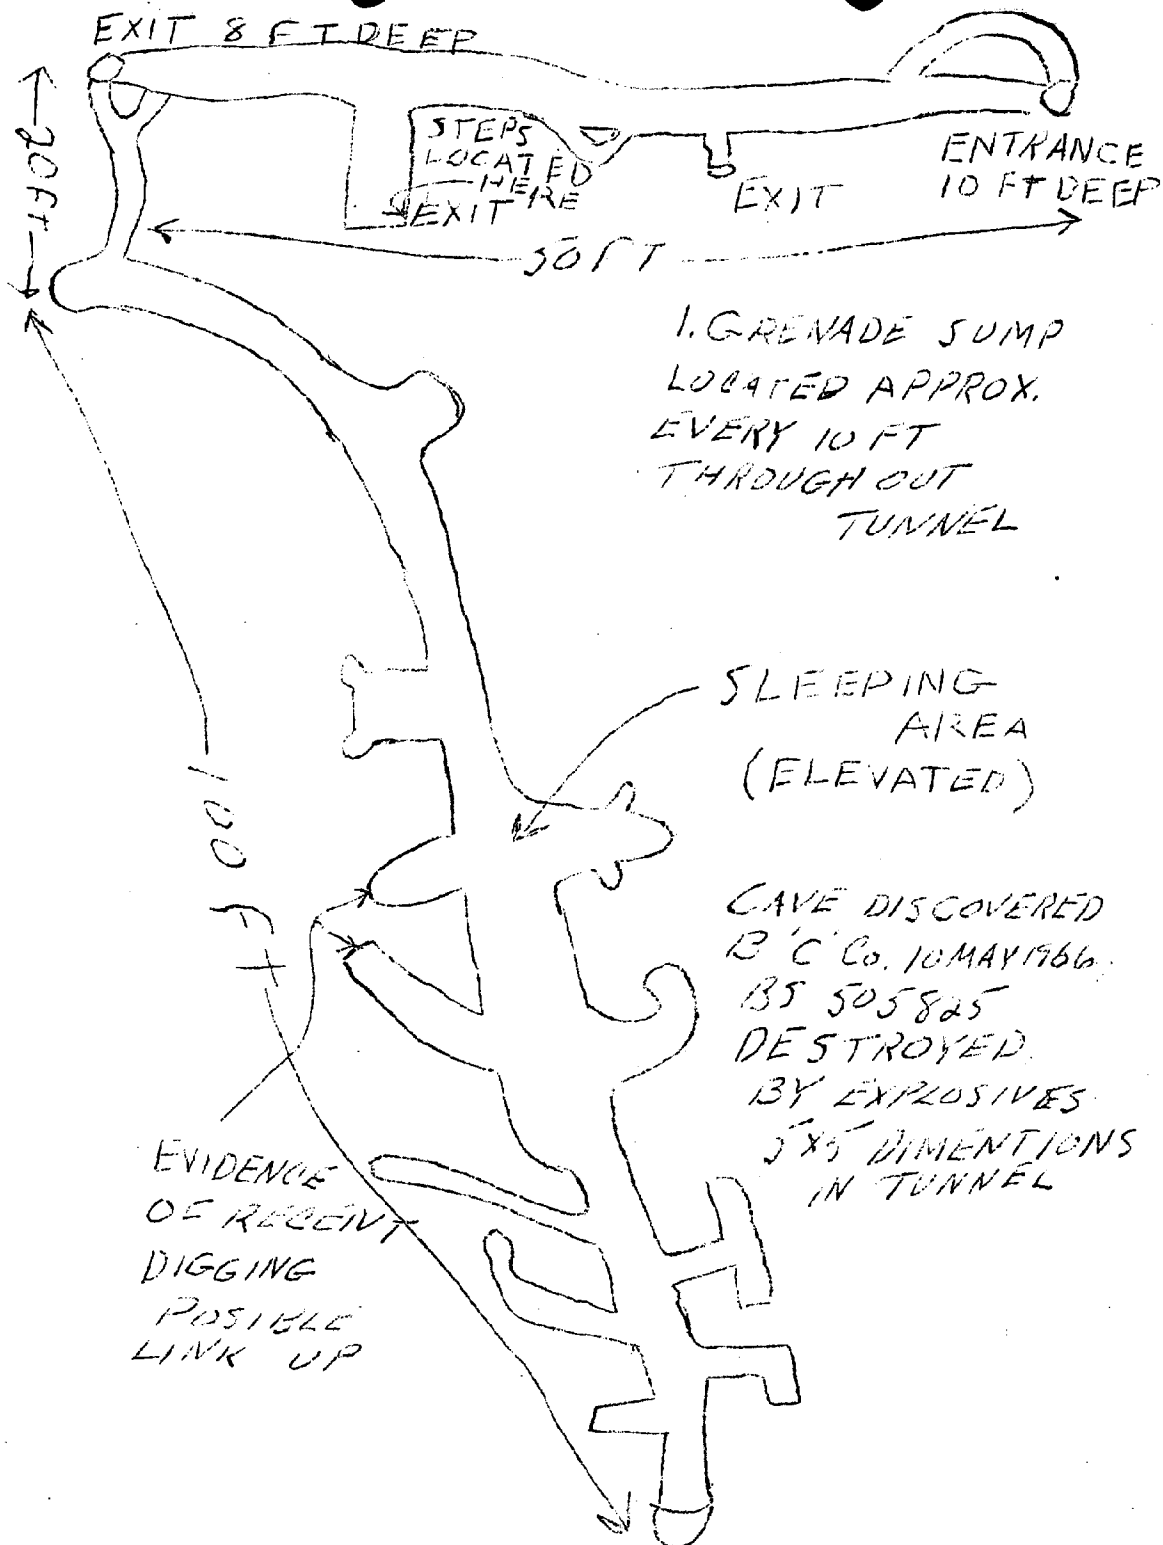 EXIT 8 FT DEEP
20 Ft
STEPS
LOCATED
HERE
EXIT
EXIT
ENTRANCE
10 FT DEEP
50 FT
1. GRENADE SUMP
LOCATED APPROX.
EVERY 10 FT
THROUGH OUT
TUNNEL
SLEEPING
AREA
(ELEVATED)
100 Ft
CAVE DISCOVERED
B 'C' Co. 10 MAY 1966
BS 505825
DESTROYED
BY EXPLOSIVES
5X5 DIMENTIONS
IN TUNNEL
EVIDENCE
OF RECENT
DIGGING
POSIBLE
LINK UP